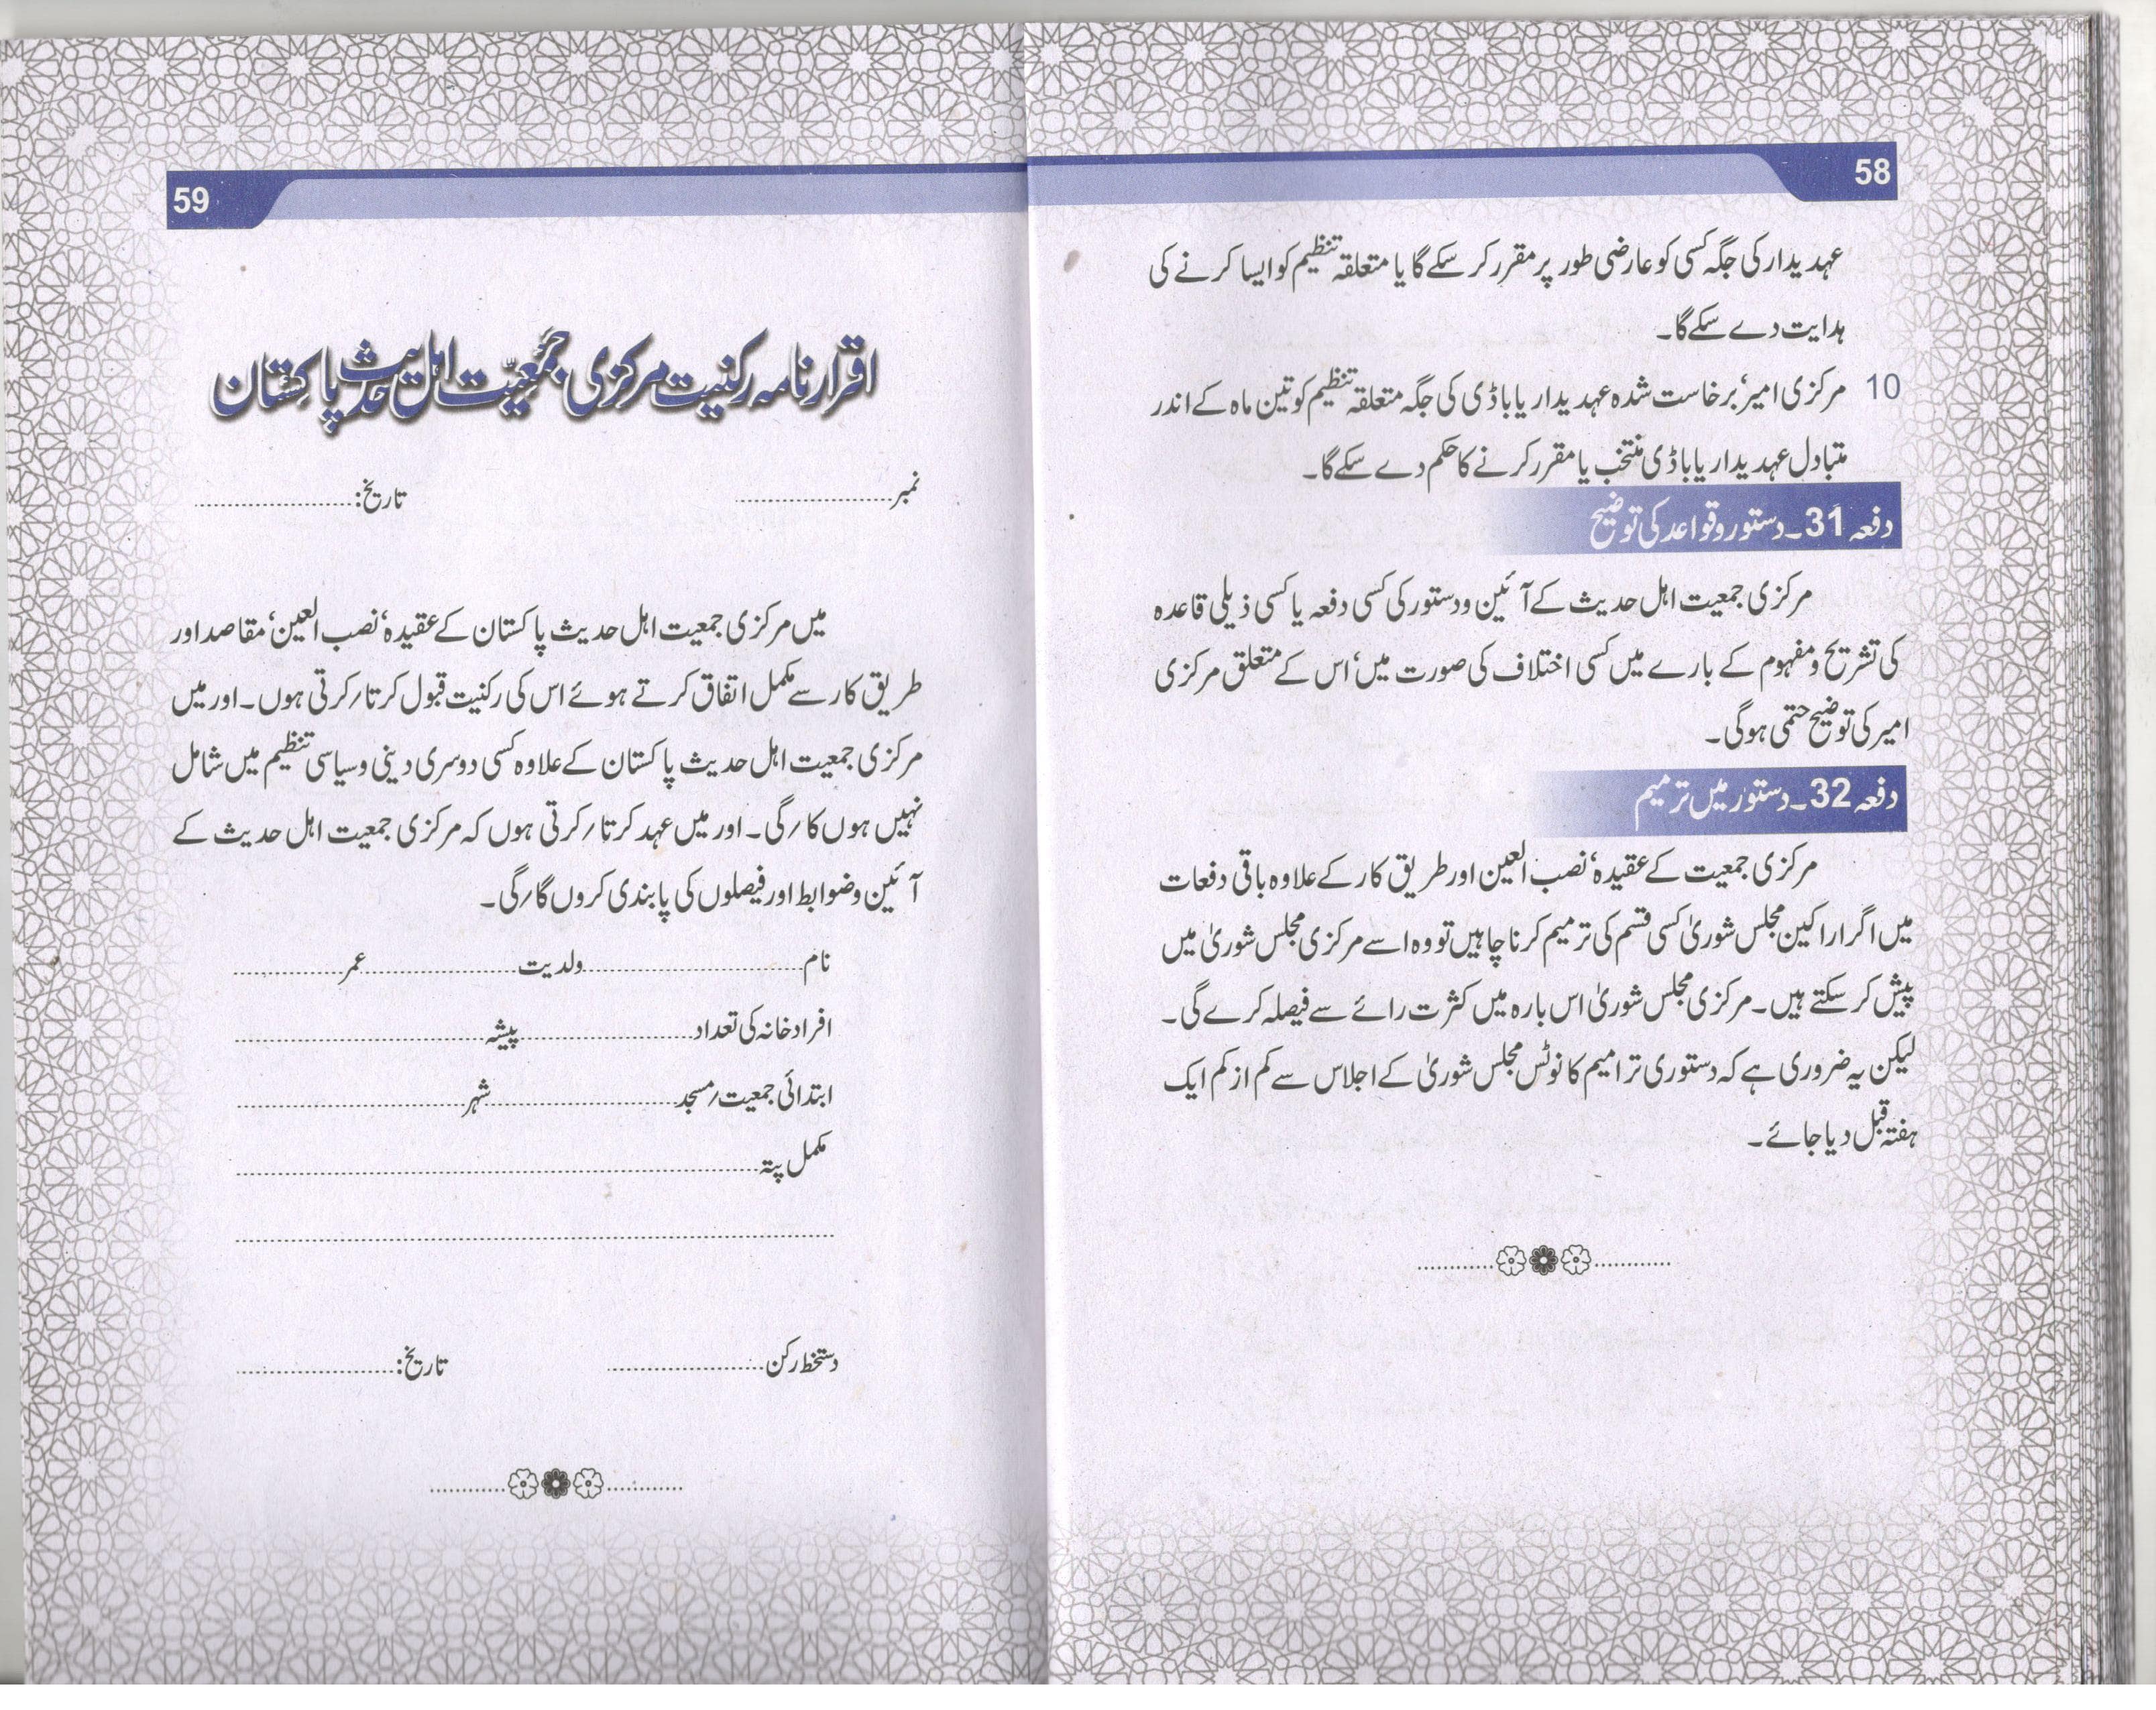 58
عہدیدار کی جگہ کسی کو عارضی طور پر مقرر کر سکے گا یا متعلقہ تنظیم کو ایسا کرنے کی
ہدایت دے سکے گا۔
10 مرکزی امیر‘ برخاست شدہ عہدیدار یا باڈی کی جگہ متعلقہ تنظیم کو تین ماہ کے اندر
متبادل عہدیدار یا باڈی منتخب یا مقرر کرنے کا حکم دے سکے گا۔
دفعہ 31۔ دستور و قواعد کی توضیح
مرکزی جمعیت اہل حدیث کے آئین و دستور کی کسی دفعہ یا کسی ذیلی قاعدہ
کی تشریح و مفہوم کے بارے میں کسی اختلاف کی صورت میں‘ اس کے متعلق مرکزی
امیر کی توضیح حتمی ہوگی۔
دفعہ 32۔ دستور میں ترمیم
مرکزی جمعیت کے عقیدہ‘ نصب العین اور طریق کار کے علاوہ باقی دفعات
میں اگر اراکین مجلس شوریٰ کسی قسم کی ترمیم کرنا چاہیں تو وہ اسے مرکزی مجلس شوریٰ میں
پیش کر سکتے ہیں۔ مرکزی مجلس شوریٰ اس بارہ میں کثرت رائے سے فیصلہ کرے گی۔
لیکن یہ ضروری ہے کہ دستوری ترامیم کا نوٹس مجلس شوریٰ کے اجلاس سے کم از کم ایک
ہفتہ قبل دیا جائے۔
59
اقرار نامہ رکنیت مرکزی جمعیّت اہل حدیث پاکستان
نمبر........................ تاریخ:........................
میں مرکزی جمعیت اہل حدیث پاکستان کے عقیدہ‘ نصب العین‘ مقاصد اور
طریق کار سے مکمل اتفاق کرتے ہوئے اس کی رکنیت قبول کرتا/کرتی ہوں۔ اور میں
مرکزی جمعیت اہل حدیث پاکستان کے علاوہ کسی دوسری دینی و سیاسی تنظیم میں شامل
نہیں ہوں گا/گی۔ اور میں عہد کرتا/کرتی ہوں کہ مرکزی جمعیت اہل حدیث کے
آئین و ضوابط اور فیصلوں کی پابندی کروں گا/گی۔
نام........................ولدیت........................عمر........................
افراد خانہ کی تعداد........................پیشہ........................
ابتدائی جمعیت/مسجد........................شہر........................
مکمل پتہ........................
دستخط رکن........................ تاریخ:........................